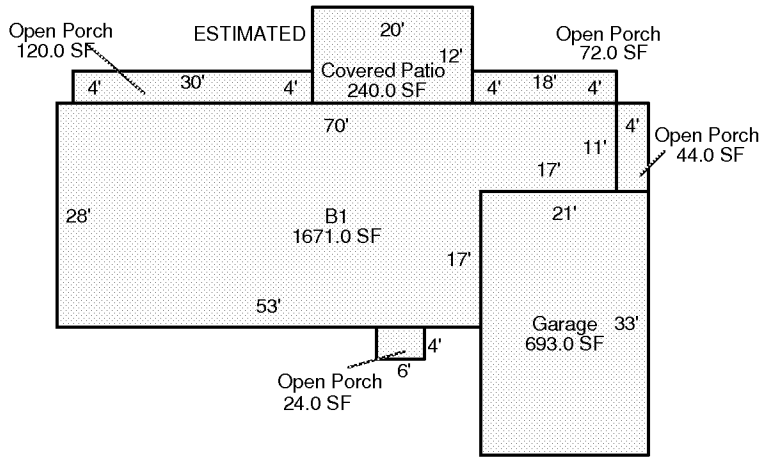 Open Porch
120.0 SF
ESTIMATED
20'
12'
Covered Patio
240.0 SF
Open Porch
72.0 SF
4'
30'
4'
4'
18'
4'
70'
11'
4'
Open Porch
44.0 SF
17'
28'
B1
1671.0 SF
21'
17'
53'
Garage
693.0 SF
33'
4'
6'
Open Porch
24.0 SF